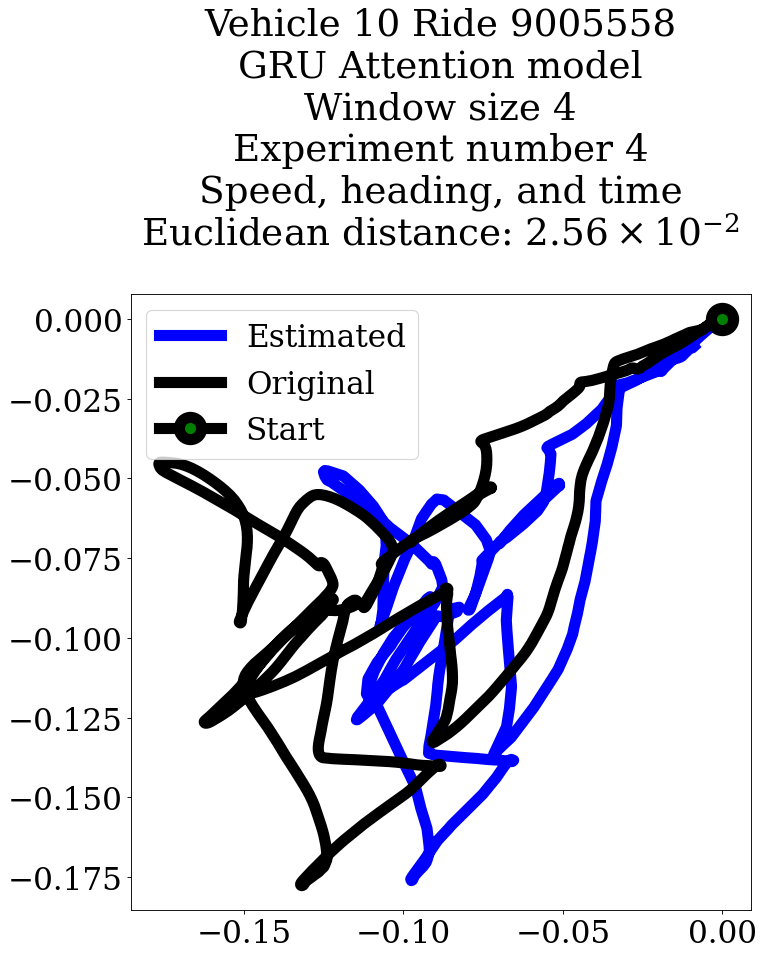 Vehicle 10 Ride 9005558
GRU Attention model
Window size 4
Experiment number 4
Speed, heading, and time
Euclidean distance: 2.56 × 10⁻²
Estimated
Original
Start
0.000
−0.025
−0.050
−0.075
−0.100
−0.125
−0.150
−0.175
−0.15 −0.10 −0.05 0.00